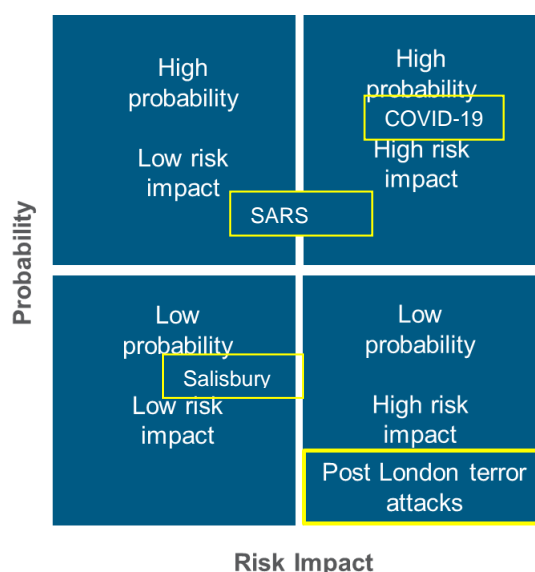 High
probability
Low risk
impact
High
probability
COVID-19
High risk
impact
SARS
Probability
Low
probability
Salisbury
Low risk
impact
Low
probability
High risk
impact
Post London terror
attacks
Risk Impact